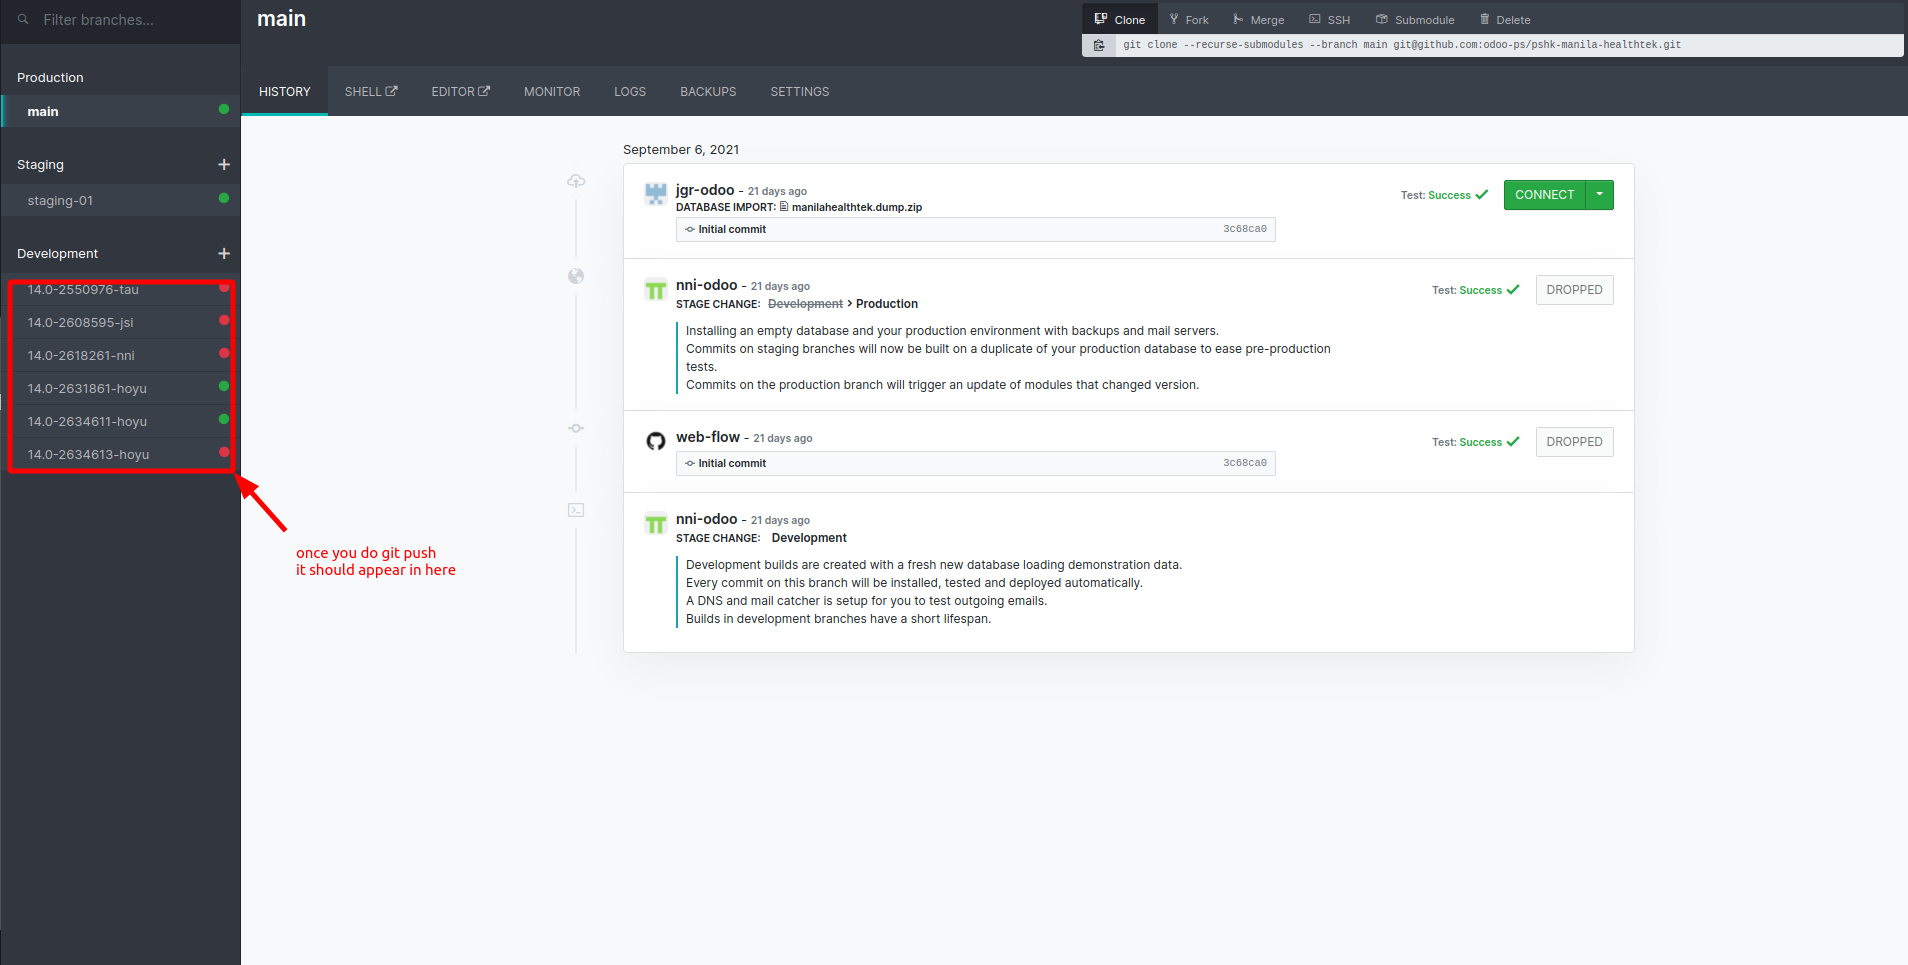 Filter branches...
Production
main
Staging
staging-01
Development
14.0-2550976-tau
14.0-2608595-jsi
14.0-2618261-nni
14.0-2631861-hoyu
14.0-2634611-hoyu
14.0-2634613-hoyu
once you do git push
it should appear in here
main
Clone Fork Merge SSH Submodule Delete
git clone --recurse-submodules --branch main git@github.com:odoo-ps/pshk-manila-healthtek.git
HISTORY SHELL EDITOR MONITOR LOGS BACKUPS SETTINGS
September 6, 2021
jgr-odoo - 21 days ago
Test: Success CONNECT
DATABASE IMPORT: manilahealthtek.dump.zip
Initial commit 3c68ca0
nni-odoo - 21 days ago
Test: Success DROPPED
STAGE CHANGE: Development > Production
Installing an empty database and your production environment with backups and mail servers.
Commits on staging branches will now be built on a duplicate of your production database to ease pre-production
tests.
Commits on the production branch will trigger an update of modules that changed version.
web-flow - 21 days ago
Test: Success DROPPED
Initial commit 3c68ca0
nni-odoo - 21 days ago
STAGE CHANGE: Development
Development builds are created with a fresh new database loading demonstration data.
Every commit on this branch will be installed, tested and deployed automatically.
A DNS and mail catcher is setup for you to test outgoing emails.
Builds in development branches have a short lifespan.